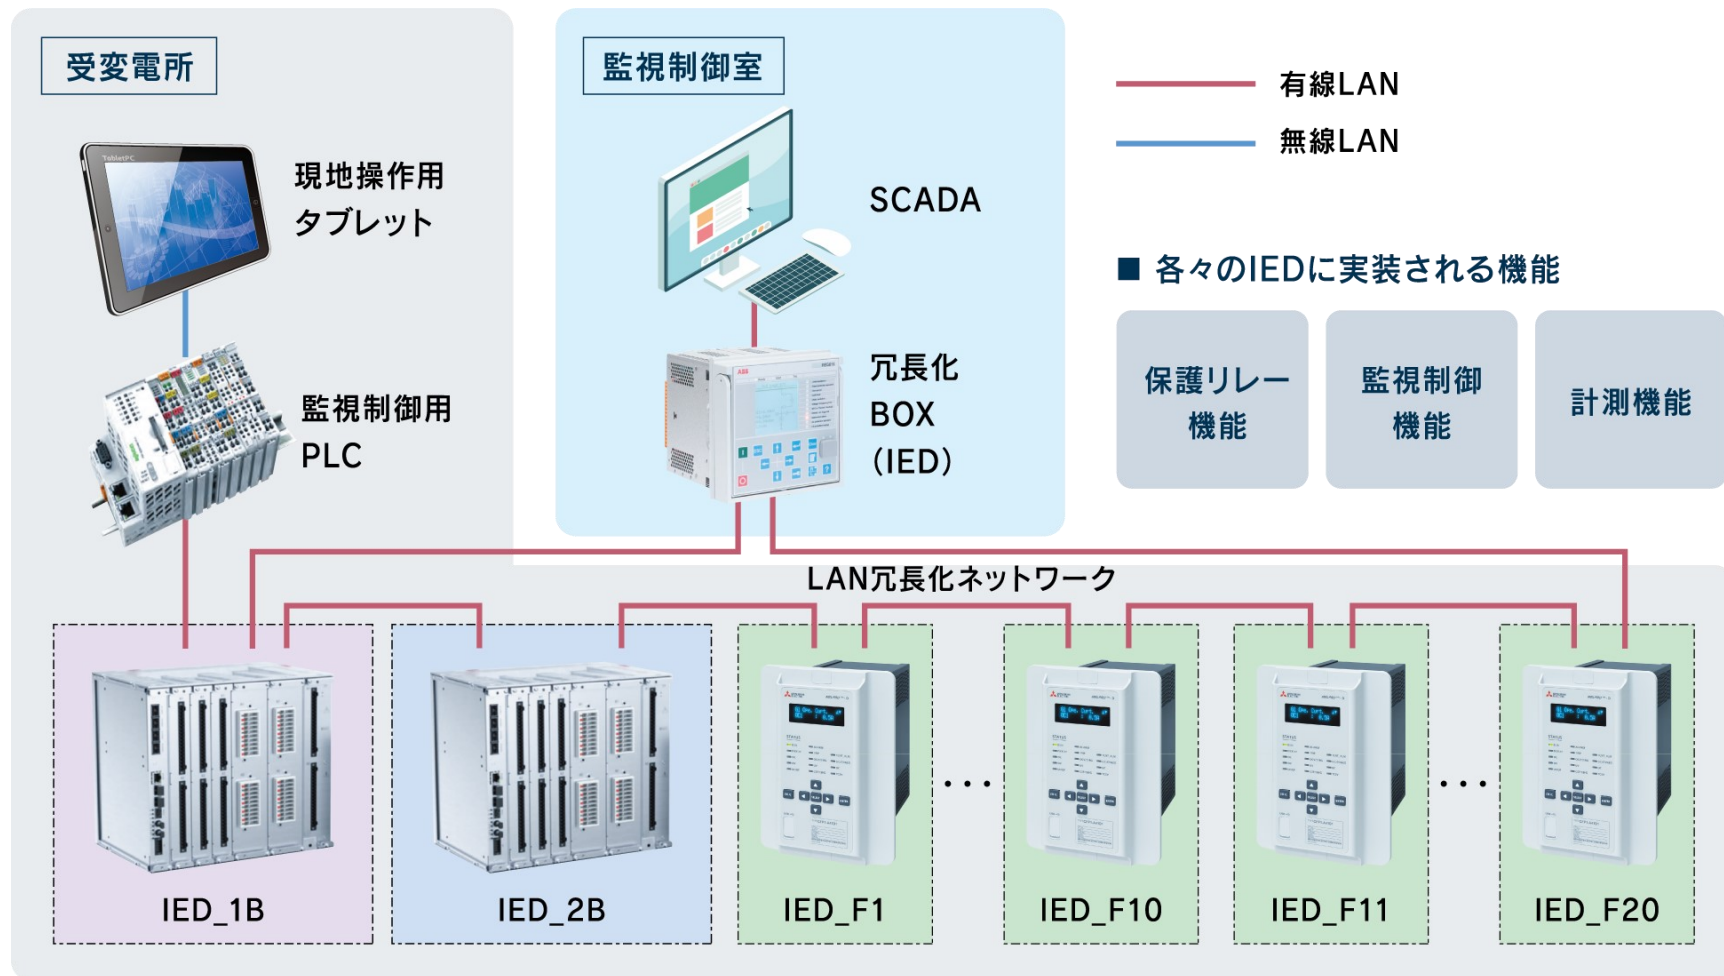 受変電所
TabletPC
現地操作用
タブレット
監視制御用
PLC
監視制御室
SCADA
ABB
冗長化
BOX
(IED)
有線LAN
無線LAN
■ 各々のIEDに実装される機能
保護リレー
機能
監視制御
機能
計測機能
LAN冗長化ネットワーク
IED_1B
IED_2B
IED_F1
・・・
IED_F10
IED_F11
・・・
IED_F20